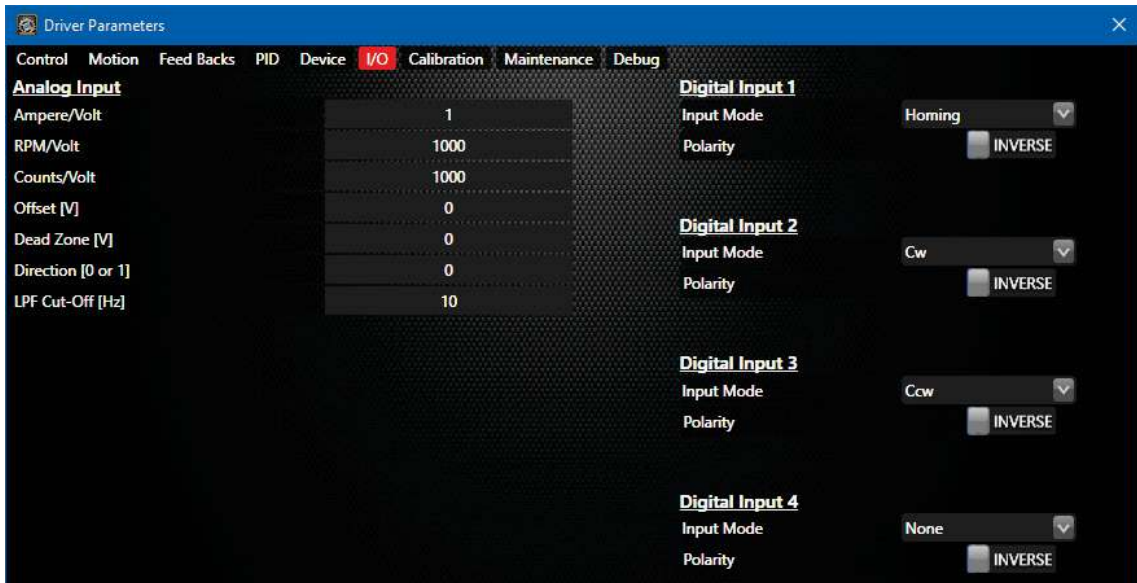 Driver Parameters
Control Motion Feed Backs PID Device I/O Calibration Maintenance Debug
Analog Input
Ampere/Volt 1
RPM/Volt 1000
Counts/Volt 1000
Offset [V] 0
Dead Zone [V] 0
Direction [0 or 1] 0
LPF Cut-Off [Hz] 10
Digital Input 1
Input Mode Homing
Polarity INVERSE
Digital Input 2
Input Mode Cw
Polarity INVERSE
Digital Input 3
Input Mode Ccw
Polarity INVERSE
Digital Input 4
Input Mode None
Polarity INVERSE